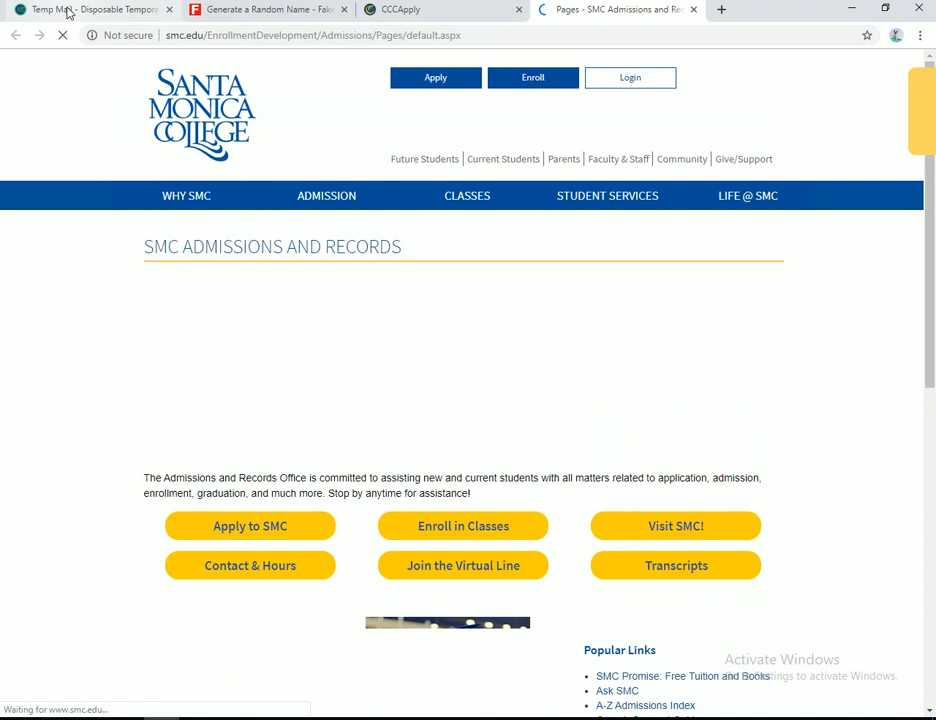 Temp Mail - Disposable Tempora
Generate a Random Name - Fak
CCCApply
Pages - SMC Admissions and Re
Not secure
smc.edu/EnrollmentDevelopment/Admissions/Pages/default.aspx
SANTA
MONICA
COLLEGE
Apply
Enroll
Login
Future Students
Current Students
Parents
Faculty & Staff
Community
Give/Support
WHY SMC
ADMISSION
CLASSES
STUDENT SERVICES
LIFE @ SMC
SMC ADMISSIONS AND RECORDS
The Admissions and Records Office is committed to assisting new and current students with all matters related to application, admission,
enrollment, graduation, and much more. Stop by anytime for assistance!
Apply to SMC
Enroll in Classes
Visit SMC!
Contact & Hours
Join the Virtual Line
Transcripts
Popular Links
Activate Windows
SMC Promise: Free Tuition and Books
Go to Settings to activate Windows.
Ask SMC
A-Z Admissions Index
Waiting for www.smc.edu...